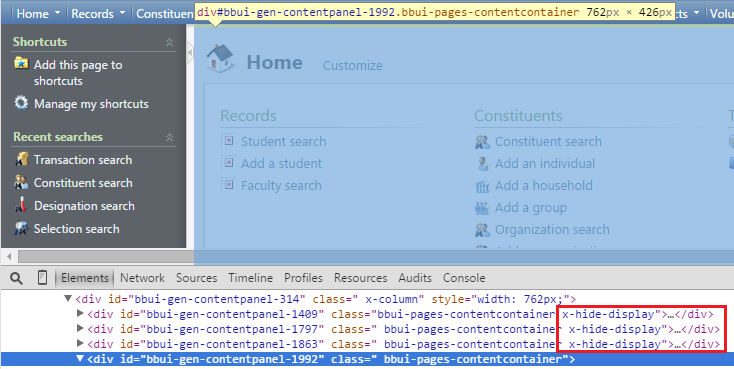 Home Records Constituen cts Volu
div#bbui-gen-contentpanel-1992.bbui-pages-contentcontainer 762px × 426px
Shortcuts
Add this page to
shortcuts
Manage my shortcuts
Recent searches
Transaction search
Constituent search
Designation search
Selection search
Home Customize
Records
Student search
Add a student
Faculty search
Constituents
Constituent search
Add an individual
Add a household
Add a group
Organization search
T
Elements Network Sources Timeline Profiles Resources Audits Console
<div id="bbui-gen-contentpanel-314" class=" x-column" style="width: 762px;">
<div id="bbui-gen-contentpanel-1409" class="bbui-pages-contentcontainer x-hide-display">…</div>
<div id="bbui-gen-contentpanel-1797" class=" bbui-pages-contentcontainer x-hide-display">…</div>
<div id="bbui-gen-contentpanel-1863" class=" bbui-pages-contentcontainer x-hide-display">…</div>
<div id="bbui-gen-contentpanel-1992" class=" bbui-pages-contentcontainer">